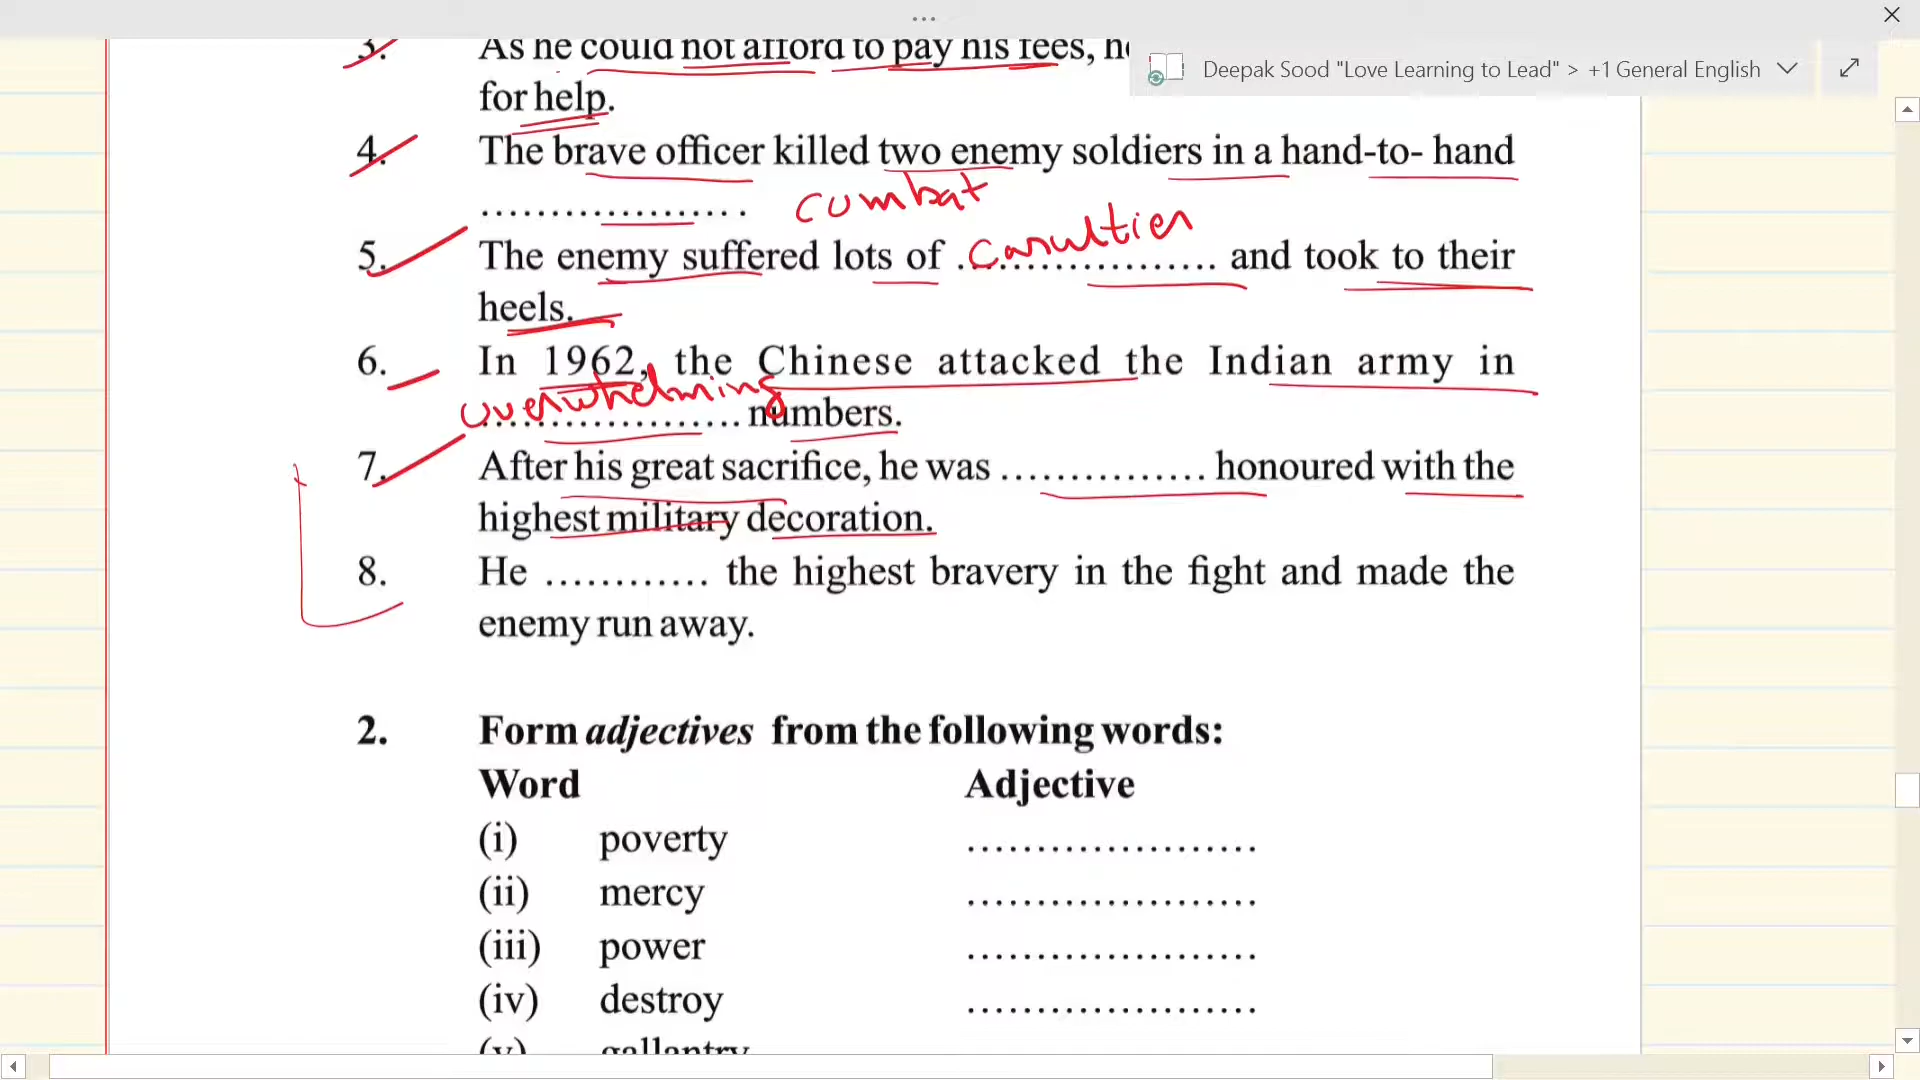 Deepak Sood "Love Learning to Lead" > +1 General English
3. As he could not afford to pay his fees, he
for help.
4. The brave officer killed two enemy soldiers in a hand-to- hand
................... cumbat
5. The enemy suffered lots of ................... casulties and took to their
heels.
6. In 1962, the Chinese attacked the Indian army in
overwhelming ................... numbers.
7. After his great sacrifice, he was ............... honoured with the
highest military decoration.
8. He ............ the highest bravery in the fight and made the
enemy run away.
2. Form adjectives from the following words:
Word Adjective
(i) poverty .....................
(ii) mercy .....................
(iii) power .....................
(iv) destroy .....................
(v) gallantry